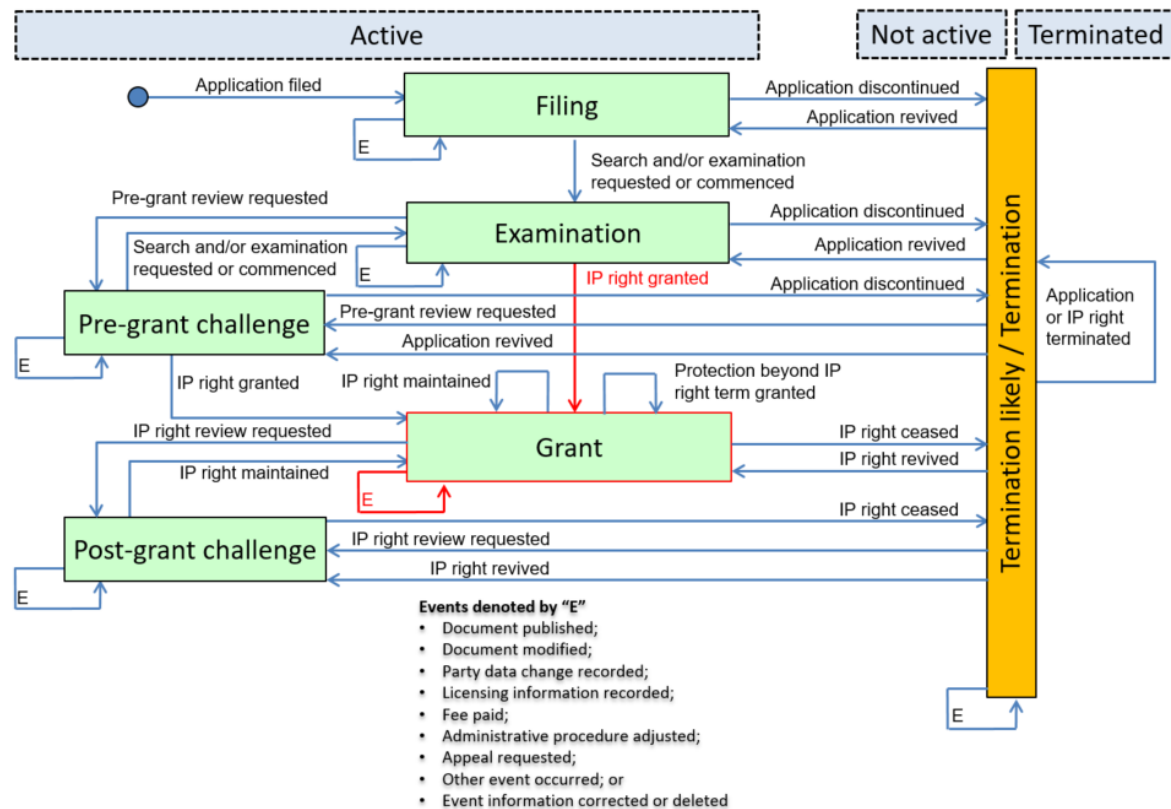 Active
Not active
Terminated
Application filed
Filing
Application discontinued
Application revived
E
Search and/or examination
requested or commenced
Pre-grant review requested
Examination
Application discontinued
Search and/or examination
requested or commenced
E
Application revived
IP right granted
Application discontinued
Pre-grant challenge
Pre-grant review requested
Application revived
E
Application
or IP right
terminated
Termination likely / Termination
IP right granted
IP right maintained
Protection beyond IP
right term granted
IP right review requested
Grant
IP right ceased
IP right maintained
IP right revived
E
IP right ceased
Post-grant challenge
IP right review requested
IP right revived
E
Events denoted by “E”
• Document published;
• Document modified;
• Party data change recorded;
• Licensing information recorded;
• Fee paid;
• Administrative procedure adjusted;
• Appeal requested;
• Other event occurred; or
• Event information corrected or deleted
E